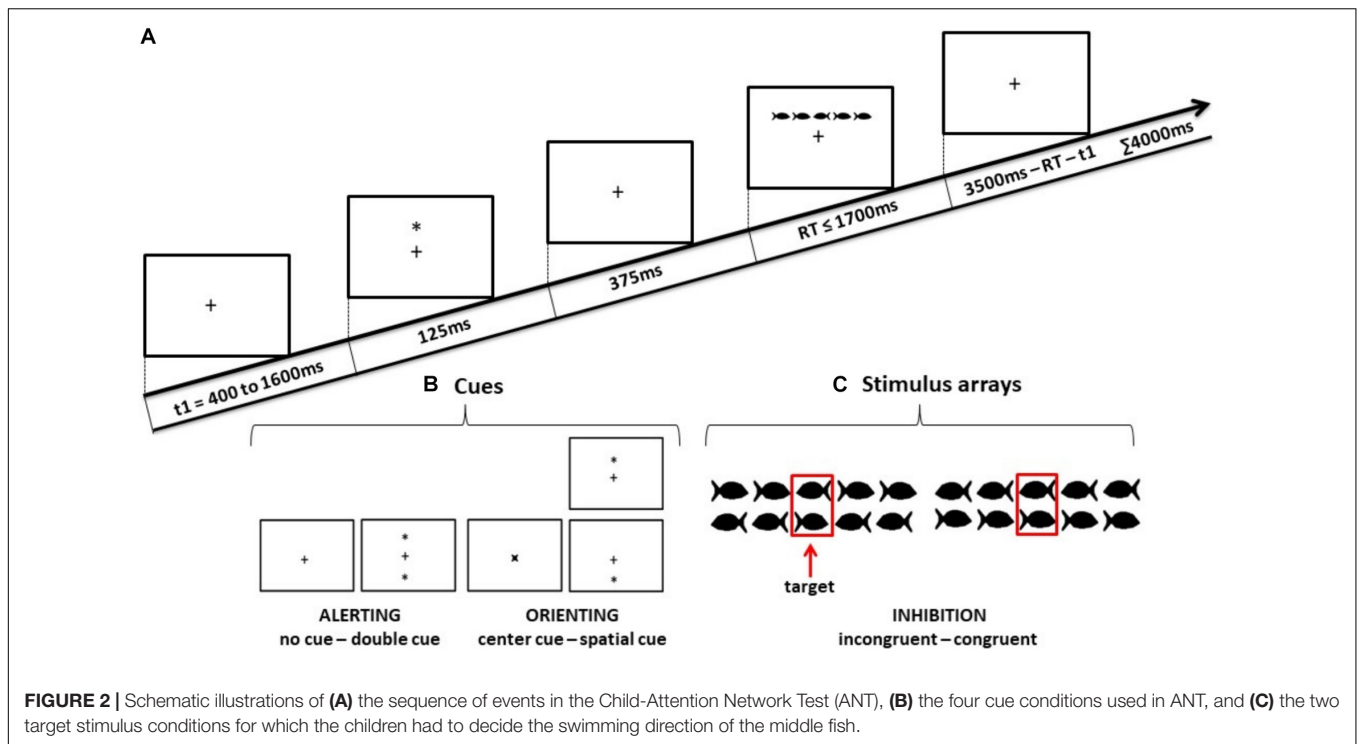 A
3500ms – RT – t1 ∑4000ms
RT ≤ 1700ms
375ms
125ms
t1 = 400 to 1600ms
B Cues
C Stimulus arrays
target
ALERTING
no cue – double cue
ORIENTING
center cue – spatial cue
INHIBITION
incongruent – congruent
FIGURE 2 | Schematic illustrations of (A) the sequence of events in the Child-Attention Network Test (ANT), (B) the four cue conditions used in ANT, and (C) the two
target stimulus conditions for which the children had to decide the swimming direction of the middle fish.